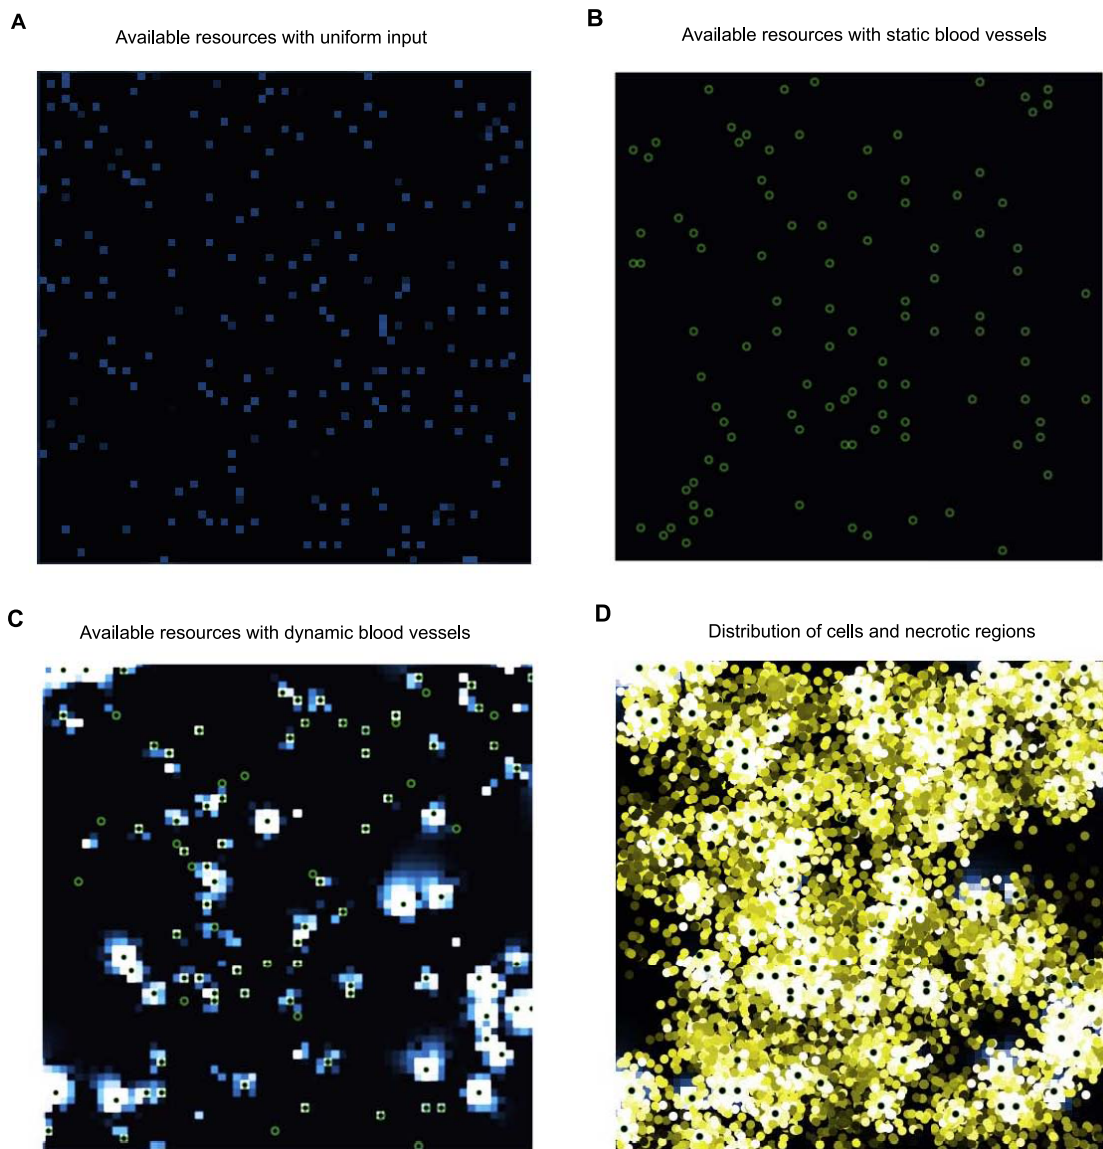 A
Available resources with uniform input
B
Available resources with static blood vessels
C
Available resources with dynamic blood vessels
D
Distribution of cells and necrotic regions